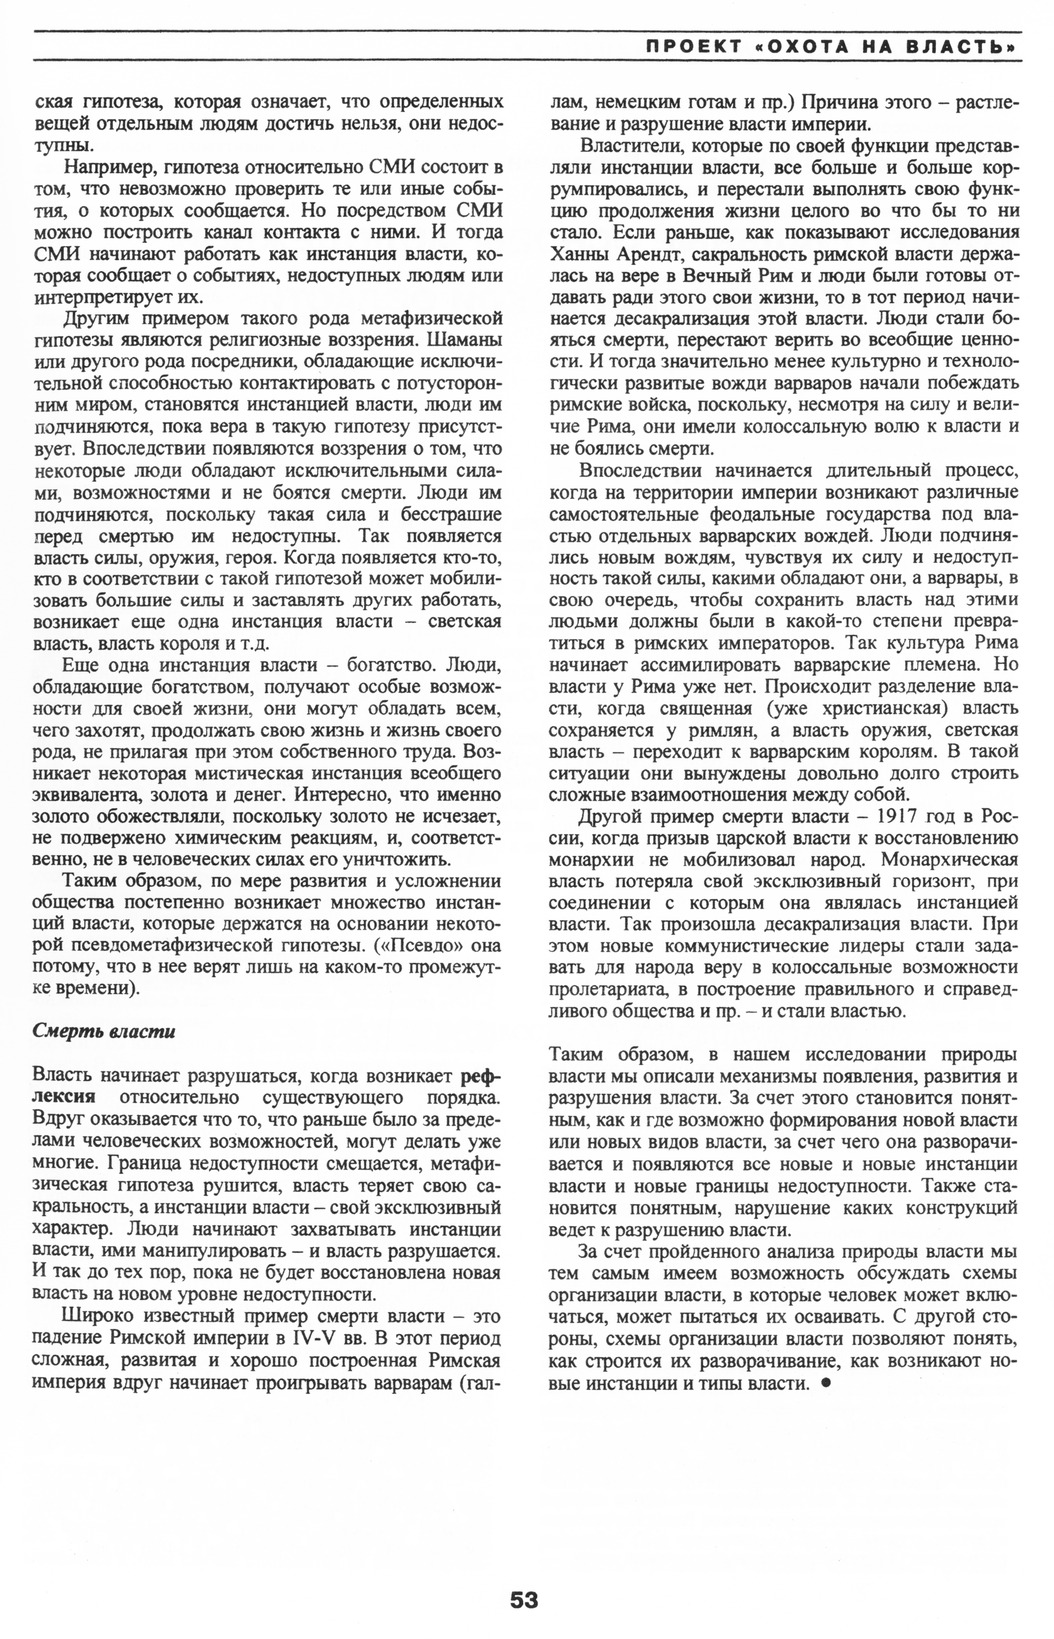 ПРОЕКТ «ОХОТА НА ВЛАСТЬ»
ская гипотеза, которая означает, что определенных
вещей отдельным людям достичь нельзя, они недос-
тупны.
Например, гипотеза относительно СМИ состоит в
том, что невозможно проверить те или иные собы-
тия, о которых сообщается. Но посредством СМИ
можно построить канал контакта с ними. И тогда
СМИ начинают работать как инстанция власти, ко-
торая сообщает о событиях, недоступных людям или
интерпретирует их.
Другим примером такого рода метафизической
гипотезы являются религиозные воззрения. Шаманы
или другого рода посредники, обладающие исключи-
тельной способностью контактировать с потусторон-
ним миром, становятся инстанцией власти, люди им
подчиняются, пока вера в такую гипотезу присутст-
вует. Впоследствии появляются воззрения о том, что
некоторые люди обладают исключительными сила-
ми, возможностями и не боятся смерти. Люди им
подчиняются, поскольку такая сила и бесстрашие
перед смертью им недоступны. Так появляется
власть силы, оружия, героя. Когда появляется кто-то,
кто в соответствии с такой гипотезой может мобили-
зовать большие силы и заставлять других работать,
возникает еще одна инстанция власти – светская
власть, власть короля и т.д.
Еще одна инстанция власти – богатство. Люди,
обладающие богатством, получают особые возмож-
ности для своей жизни, они могут обладать всем,
чего захотят, продолжать свою жизнь и жизнь своего
рода, не прилагая при этом собственного труда. Воз-
никает некоторая мистическая инстанция всеобщего
эквивалента, золота и денег. Интересно, что именно
золото обожествляли, поскольку золото не исчезает,
не подвержено химическим реакциям, и, соответст-
венно, не в человеческих силах его уничтожить.
Таким образом, по мере развития и усложнении
общества постепенно возникает множество инстан-
ций власти, которые держатся на основании некото-
рой псевдометафизической гипотезы. («Псевдо» она
потому, что в нее верят лишь на каком-то промежут-
ке времени).
Смерть власти
Власть начинает разрушаться, когда возникает реф-
лексия относительно существующего порядка.
Вдруг оказывается что то, что раньше было за преде-
лами человеческих возможностей, могут делать уже
многие. Граница недоступности смещается, метафи-
зическая гипотеза рушится, власть теряет свою са-
кральность, а инстанции власти – свой эксклюзивный
характер. Люди начинают захватывать инстанции
власти, ими манипулировать – и власть разрушается.
И так до тех пор, пока не будет восстановлена новая
власть на новом уровне недоступности.
Широко известный пример смерти власти – это
падение Римской империи в IV-V вв. В этот период
сложная, развитая и хорошо построенная Римская
империя вдруг начинает проигрывать варварам (гал-
лам, немецким готам и пр.) Причина этого – растле-
вание и разрушение власти империи.
Властители, которые по своей функции представ-
ляли инстанции власти, все больше и больше кор-
румпировались, и перестали выполнять свою функ-
цию продолжения жизни целого во что бы то ни
стало. Если раньше, как показывают исследования
Ханны Арендт, сакральность римской власти держа-
лась на вере в Вечный Рим и люди были готовы от-
давать ради этого свои жизни, то в тот период начи-
нается десакрализация этой власти. Люди стали бо-
яться смерти, перестают верить во всеобщие ценно-
сти. И тогда значительно менее культурно и техноло-
гически развитые вожди варваров начали побеждать
римские войска, поскольку, несмотря на силу и вели-
чие Рима, они имели колоссальную волю к власти и
не боялись смерти.
Впоследствии начинается длительный процесс,
когда на территории империи возникают различные
самостоятельные феодальные государства под вла-
стью отдельных варварских вождей. Люди подчиня-
лись новым вождям, чувствуя их силу и недоступ-
ность такой силы, какими обладают они, а варвары, в
свою очередь, чтобы сохранить власть над этими
людьми должны были в какой-то степени превра-
титься в римских императоров. Так культура Рима
начинает ассимилировать варварские племена. Но
власти у Рима уже нет. Происходит разделение вла-
сти, когда священная (уже христианская) власть
сохраняется у римлян, а власть оружия, светская
власть – переходит к варварским королям. В такой
ситуации они вынуждены довольно долго строить
сложные взаимоотношения между собой.
Другой пример смерти власти – 1917 год в Рос-
сии, когда призыв царской власти к восстановлению
монархии не мобилизовал народ. Монархическая
власть потеряла свой эксклюзивный горизонт, при
соединении с которым она являлась инстанцией
власти. Так произошла десакрализация власти. При
этом новые коммунистические лидеры стали зада-
вать для народа веру в колоссальные возможности
пролетариата, в построение правильного и справед-
ливого общества и пр. – и стали властью.
Таким образом, в нашем исследовании природы
власти мы описали механизмы появления, развития и
разрушения власти. За счет этого становится понят-
ным, как и где возможно формирования новой власти
или новых видов власти, за счет чего она разворачи-
вается и появляются все новые и новые инстанции
власти и новые границы недоступности. Также ста-
новится понятным, нарушение каких конструкций
ведет к разрушению власти.
За счет пройденного анализа природы власти мы
тем самым имеем возможность обсуждать схемы
организации власти, в которые человек может вклю-
чаться, может пытаться их осваивать. С другой сто-
роны, схемы организации власти позволяют понять,
как строится их разворачивание, как возникают но-
вые инстанции и типы власти. ●
53